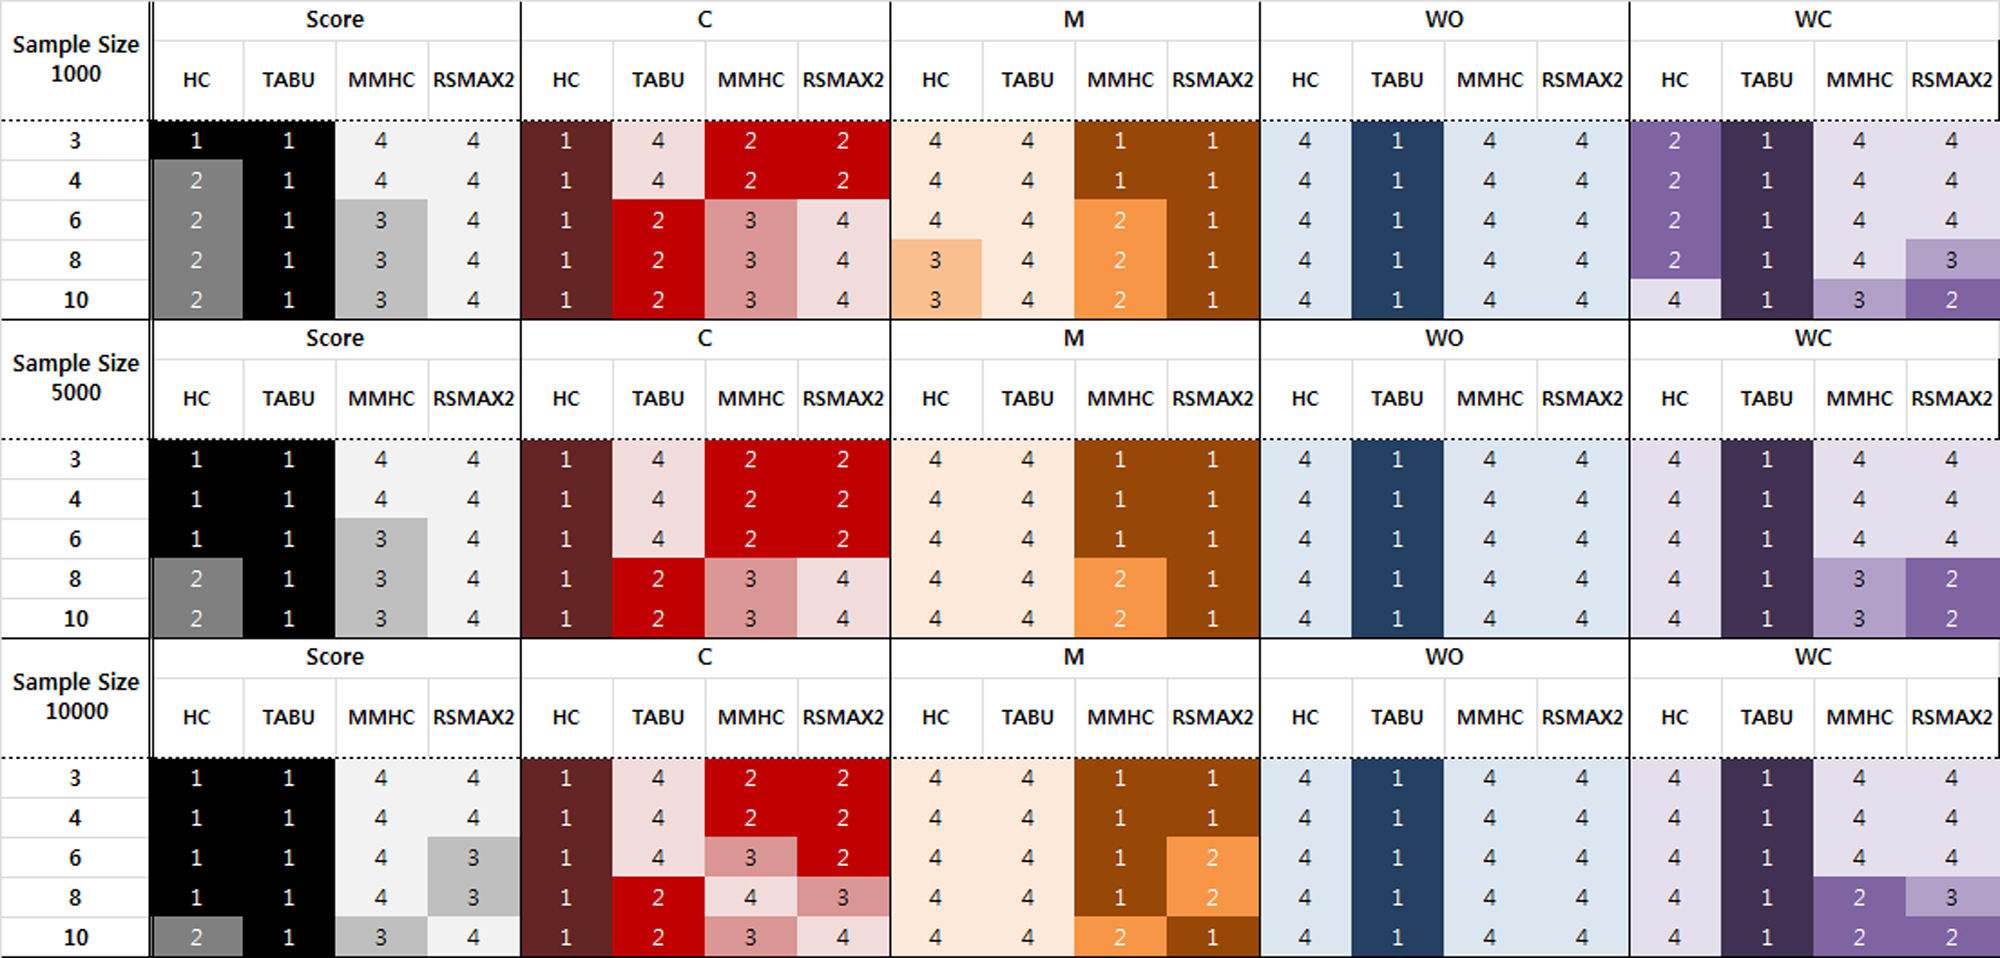 Score C M WO WC
Sample Size
1000
HC TABU MMHC RSMAX2 HC TABU MMHC RSMAX2 HC TABU MMHC RSMAX2 HC TABU MMHC RSMAX2 HC TABU MMHC RSMAX2
3 1 1 4 4 1 4 2 2 4 4 1 1 4 1 4 4 2 1 4 4
4 2 1 4 4 1 4 2 2 4 4 1 1 4 1 4 4 2 1 4 4
6 2 1 3 4 1 2 3 4 4 4 2 1 4 1 4 4 2 1 4 4
8 2 1 3 4 1 2 3 4 3 4 2 1 4 1 4 4 2 1 4 3
10 2 1 3 4 1 2 3 4 3 4 2 1 4 1 4 4 4 1 3 2
Score C M WO WC
Sample Size
5000
HC TABU MMHC RSMAX2 HC TABU MMHC RSMAX2 HC TABU MMHC RSMAX2 HC TABU MMHC RSMAX2 HC TABU MMHC RSMAX2
3 1 1 4 4 1 4 2 2 4 4 1 1 4 1 4 4 4 1 4 4
4 1 1 4 4 1 4 2 2 4 4 1 1 4 1 4 4 4 1 4 4
6 1 1 3 4 1 4 2 2 4 4 1 1 4 1 4 4 4 1 4 4
8 2 1 3 4 1 2 3 4 4 4 2 1 4 1 4 4 4 1 3 2
10 2 1 3 4 1 2 3 4 4 4 2 1 4 1 4 4 4 1 3 2
Score C M WO WC
Sample Size
10000
HC TABU MMHC RSMAX2 HC TABU MMHC RSMAX2 HC TABU MMHC RSMAX2 HC TABU MMHC RSMAX2 HC TABU MMHC RSMAX2
3 1 1 4 4 1 4 2 2 4 4 1 1 4 1 4 4 4 1 4 4
4 1 1 4 4 1 4 2 2 4 4 1 1 4 1 4 4 4 1 4 4
6 1 1 4 3 1 4 3 2 4 4 1 2 4 1 4 4 4 1 4 4
8 1 1 4 3 1 2 4 3 4 4 1 2 4 1 4 4 4 1 2 3
10 2 1 3 4 1 2 3 4 4 4 2 1 4 1 4 4 4 1 2 2